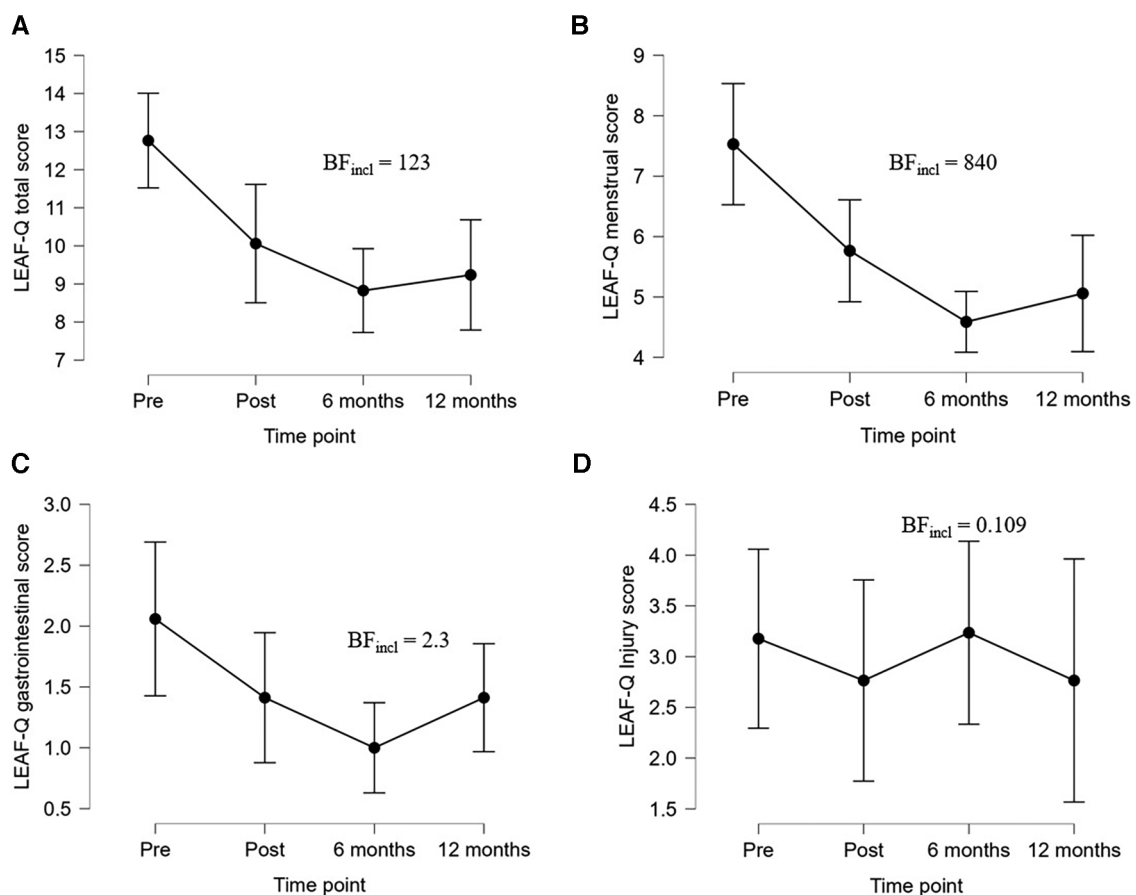 A
LEAF-Q total score
15
14
13
12
11
10
9
8
7
BFincl = 123
Pre Post 6 months 12 months
Time point
B
LEAF-Q menstrual score
9
8
7
6
5
4
BFincl = 840
Pre Post 6 months 12 months
Time point
C
LEAF-Q gastrointestinal score
3.0
2.5
2.0
1.5
1.0
0.5
BFincl = 2.3
Pre Post 6 months 12 months
Time point
D
LEAF-Q Injury score
4.5
4.0
3.5
3.0
2.5
2.0
1.5
BFincl = 0.109
Pre Post 6 months 12 months
Time point